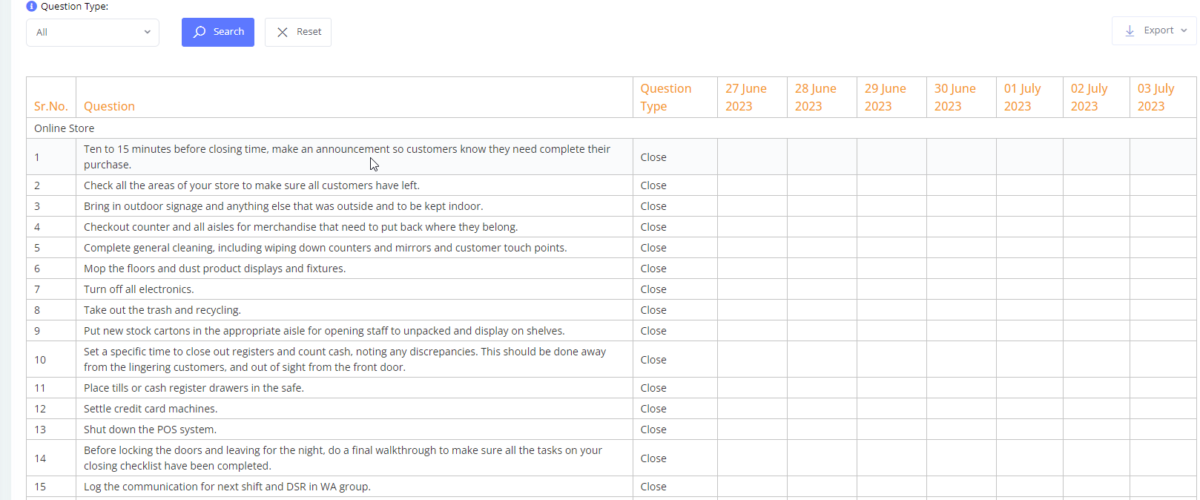 Question Type:
All
Search
Reset
Export
Sr.No.
Question
Question
Type
27 June
2023
28 June
2023
29 June
2023
30 June
2023
01 July
2023
02 July
2023
03 July
2023
Online Store
1 Ten to 15 minutes before closing time, make an announcement so customers know they need complete their Close
purchase.
2 Check all the areas of your store to make sure all customers have left. Close
3 Bring in outdoor signage and anything else that was outside and to be kept indoor. Close
4 Checkout counter and all aisles for merchandise that need to put back where they belong. Close
5 Complete general cleaning, including wiping down counters and mirrors and customer touch points. Close
6 Mop the floors and dust product displays and fixtures. Close
7 Turn off all electronics. Close
8 Take out the trash and recycling. Close
9 Put new stock cartons in the appropriate aisle for opening staff to unpacked and display on shelves. Close
10 Set a specific time to close out registers and count cash, noting any discrepancies. This should be done away Close
from the lingering customers, and out of sight from the front door.
11 Place tills or cash register drawers in the safe. Close
12 Settle credit card machines. Close
13 Shut down the POS system. Close
14 Before locking the doors and leaving for the night, do a final walkthrough to make sure all the tasks on your Close
closing checklist have been completed.
15 Log the communication for next shift and DSR in WA group. Close